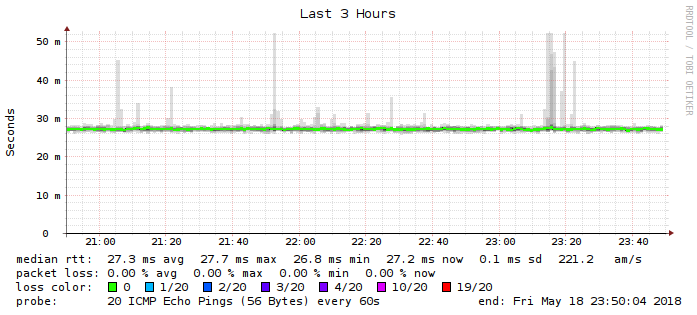 Last 3 Hours
RRDTOOL / TOBI OETIKER
Seconds
50 m
40 m
30 m
20 m
10 m
0
21:00 21:20 21:40 22:00 22:20 22:40 23:00 23:20 23:40
median rtt: 27.3 ms avg 27.7 ms max 26.8 ms min 27.2 ms now 0.1 ms sd 221.2 am/s
packet loss: 0.00 % avg 0.00 % max 0.00 % min 0.00 % now
loss color: 0 1/20 2/20 3/20 4/20 10/20 19/20
probe: 20 ICMP Echo Pings (56 Bytes) every 60s end: Fri May 18 23:50:04 2018